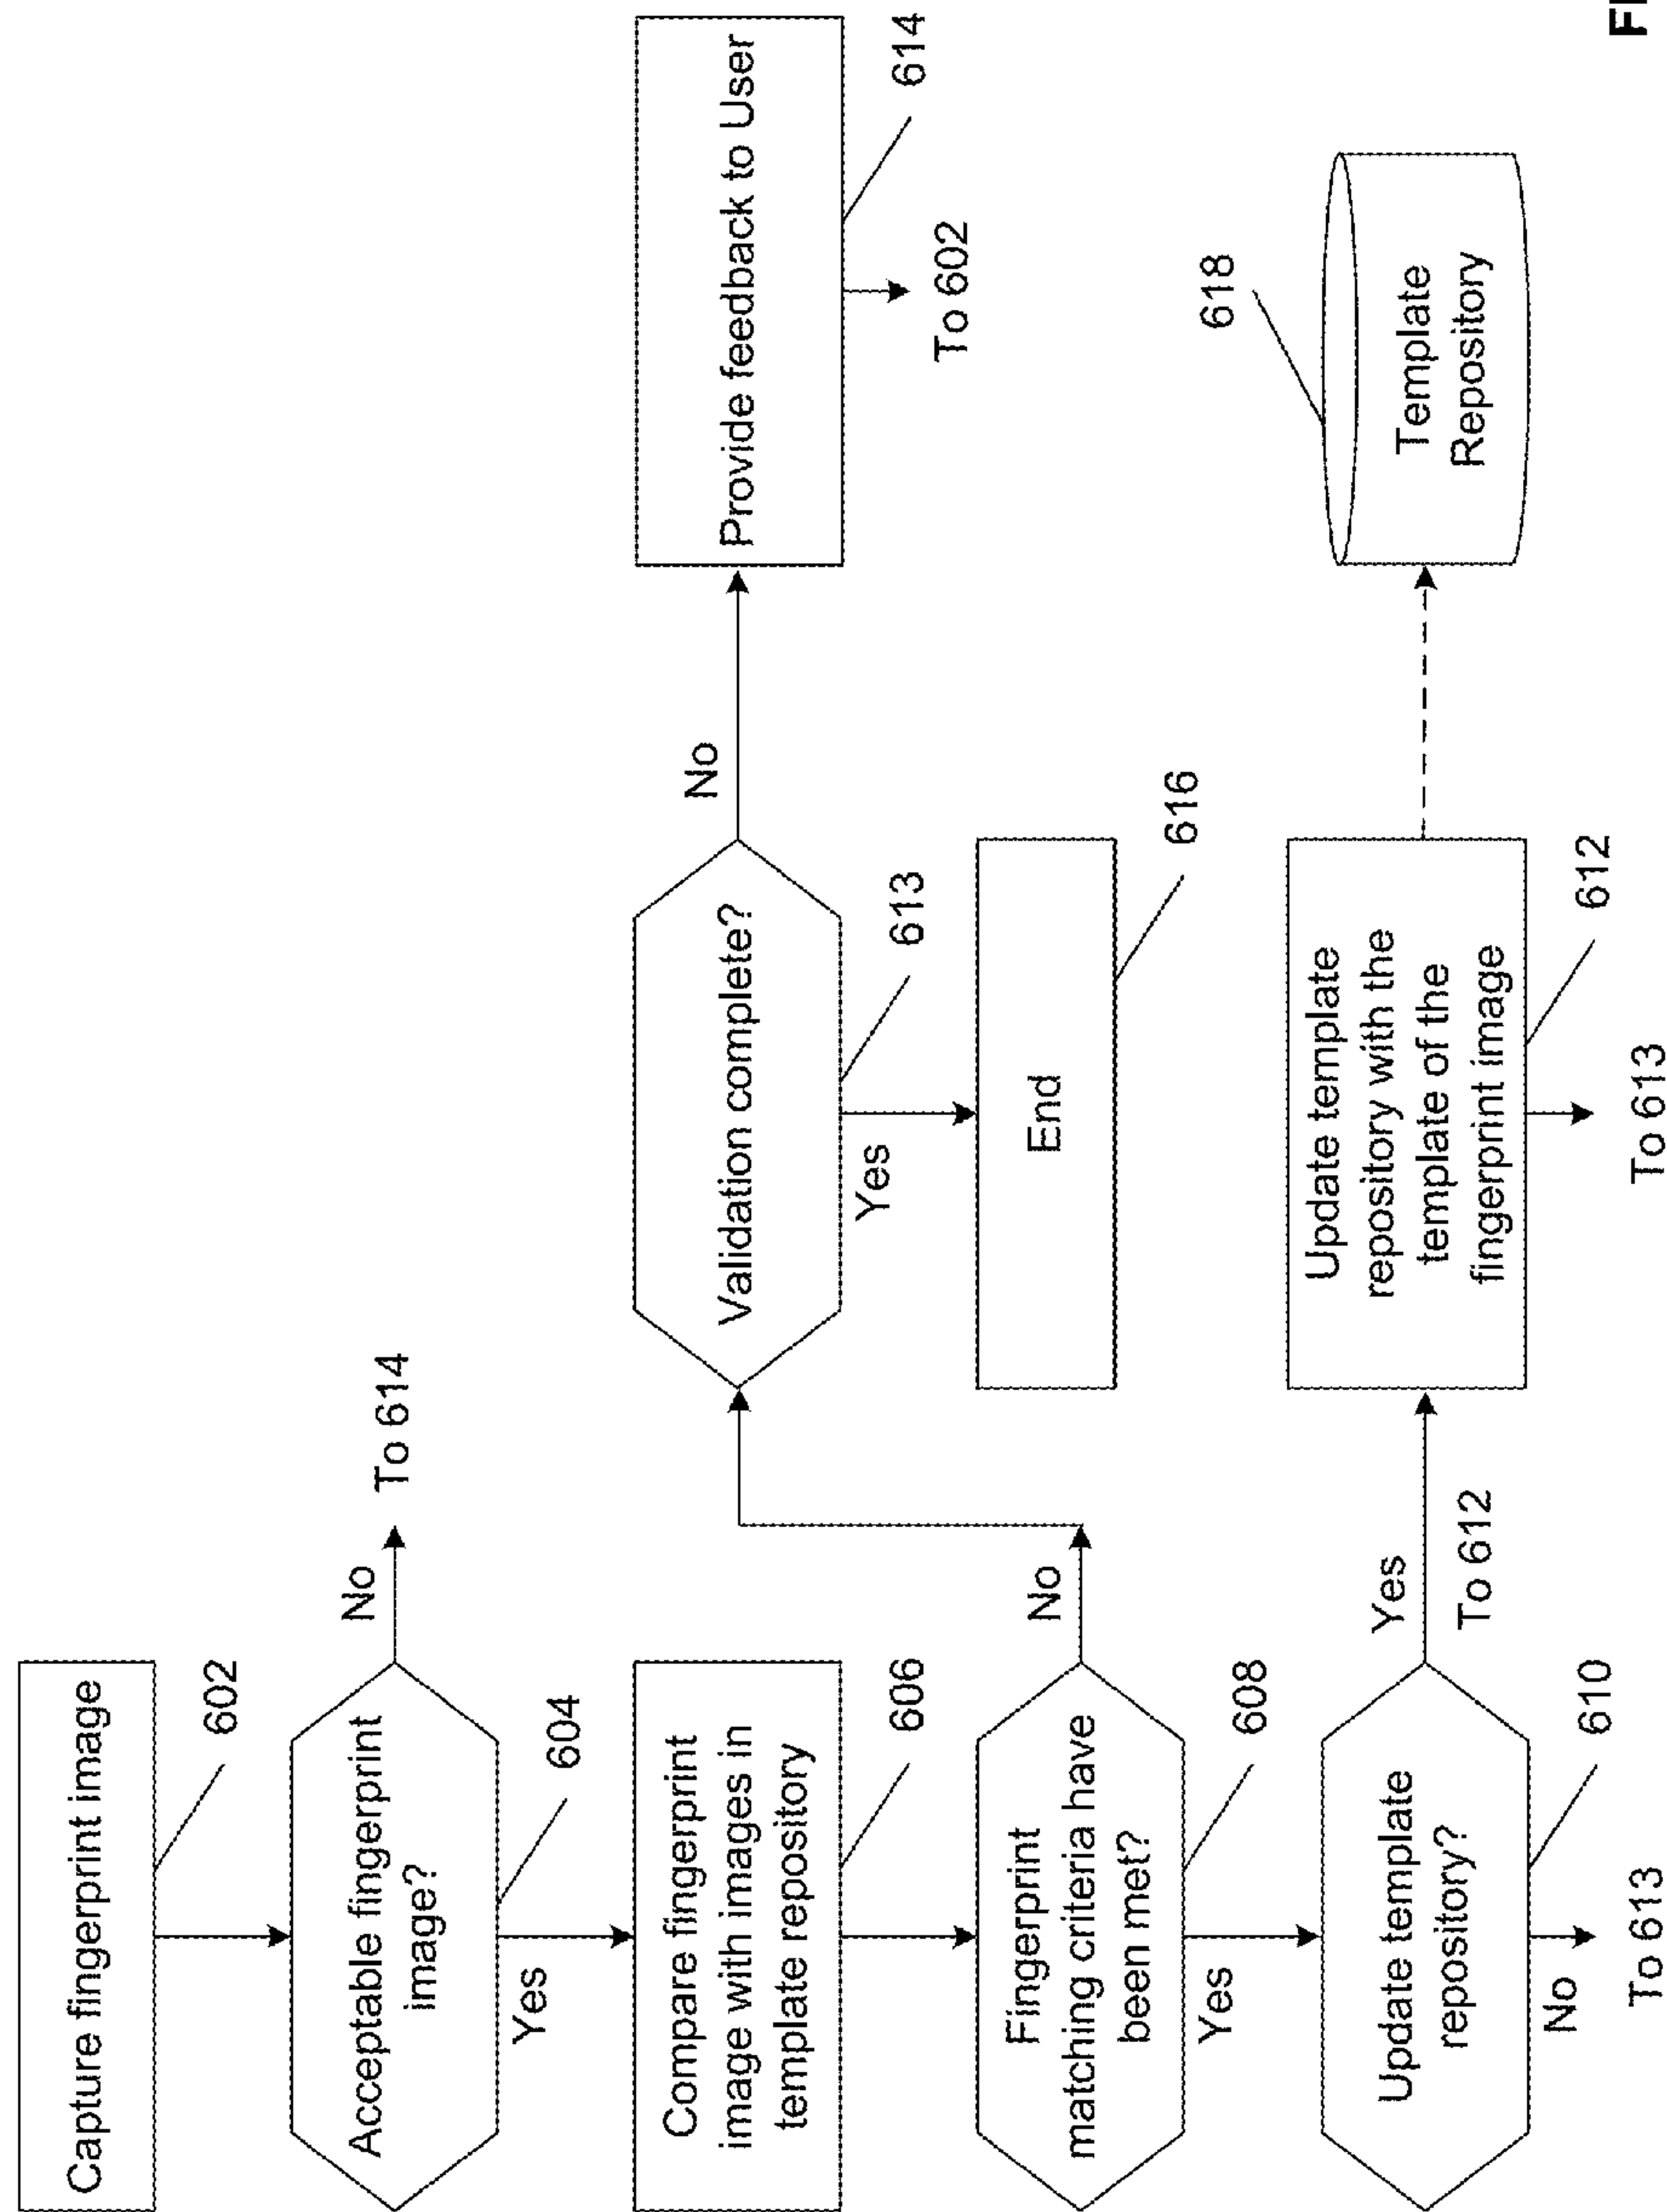 Capture fingerprint image
602
Acceptable fingerprint
image?
604
No
To 614
Yes
Compare fingerprint
image with images in
template repository
606
Fingerprint
matching criteria have
been met?
608
No
Yes
Update template
repository?
610
No
To 613
Yes
To 612
Validation complete?
613
No
Yes
End
616
Update template
repository with the
template of the
fingerprint image
612
To 613
Provide feedback to User
614
To 602
618
Template
Repository